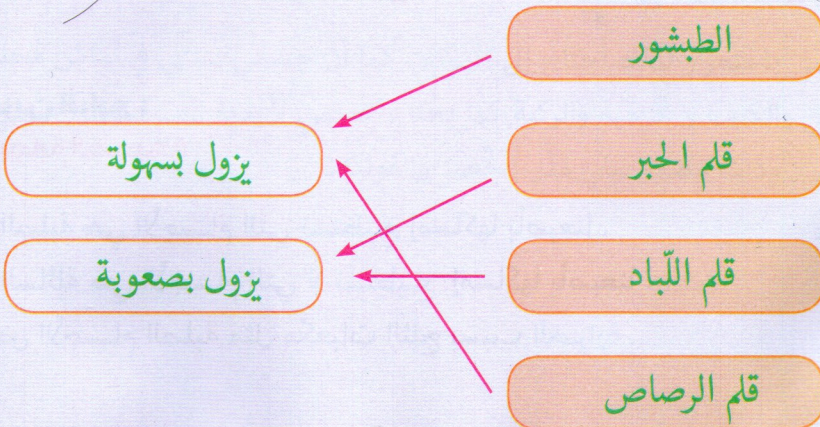 الطبشور
قلم الحبر
يزول بسهولة
قلم اللّباد
يزول بصعوبة
قلم الرصاص